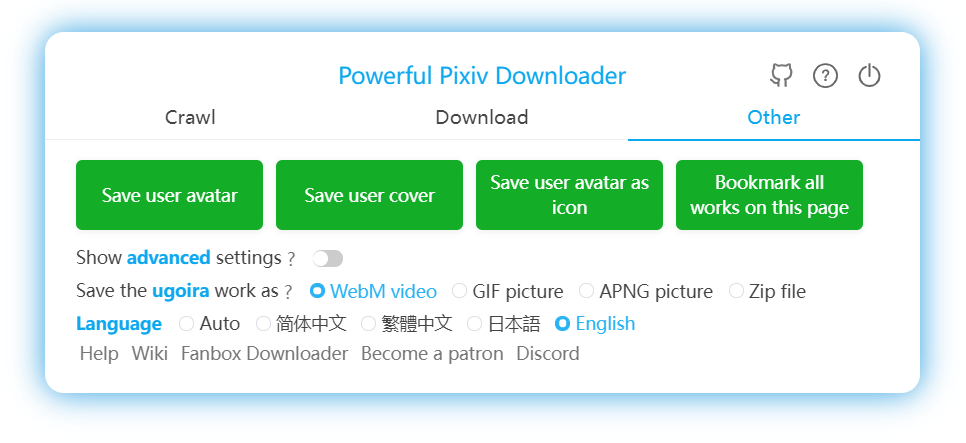 Powerful Pixiv Downloader
Crawl Download Other
Save user avatar
Save user cover
Save user avatar as
icon
Bookmark all
works on this page
Show advanced settings ?
Save the ugoira work as ? WebM video GIF picture APNG picture Zip file
Language Auto 简体中文 繁體中文 日本語 English
Help Wiki Fanbox Downloader Become a patron Discord